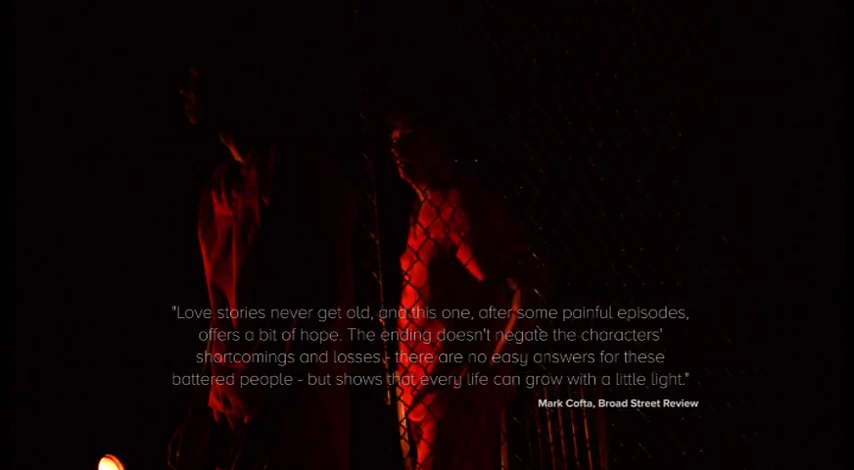 "Love stories never get old, and this one, after some painful episodes,
offers a bit of hope. The ending doesn't negate the characters'
shortcomings and losses - there are no easy answers for these
battered people - but shows that every life can grow with a little light."
Mark Cofta, Broad Street Review